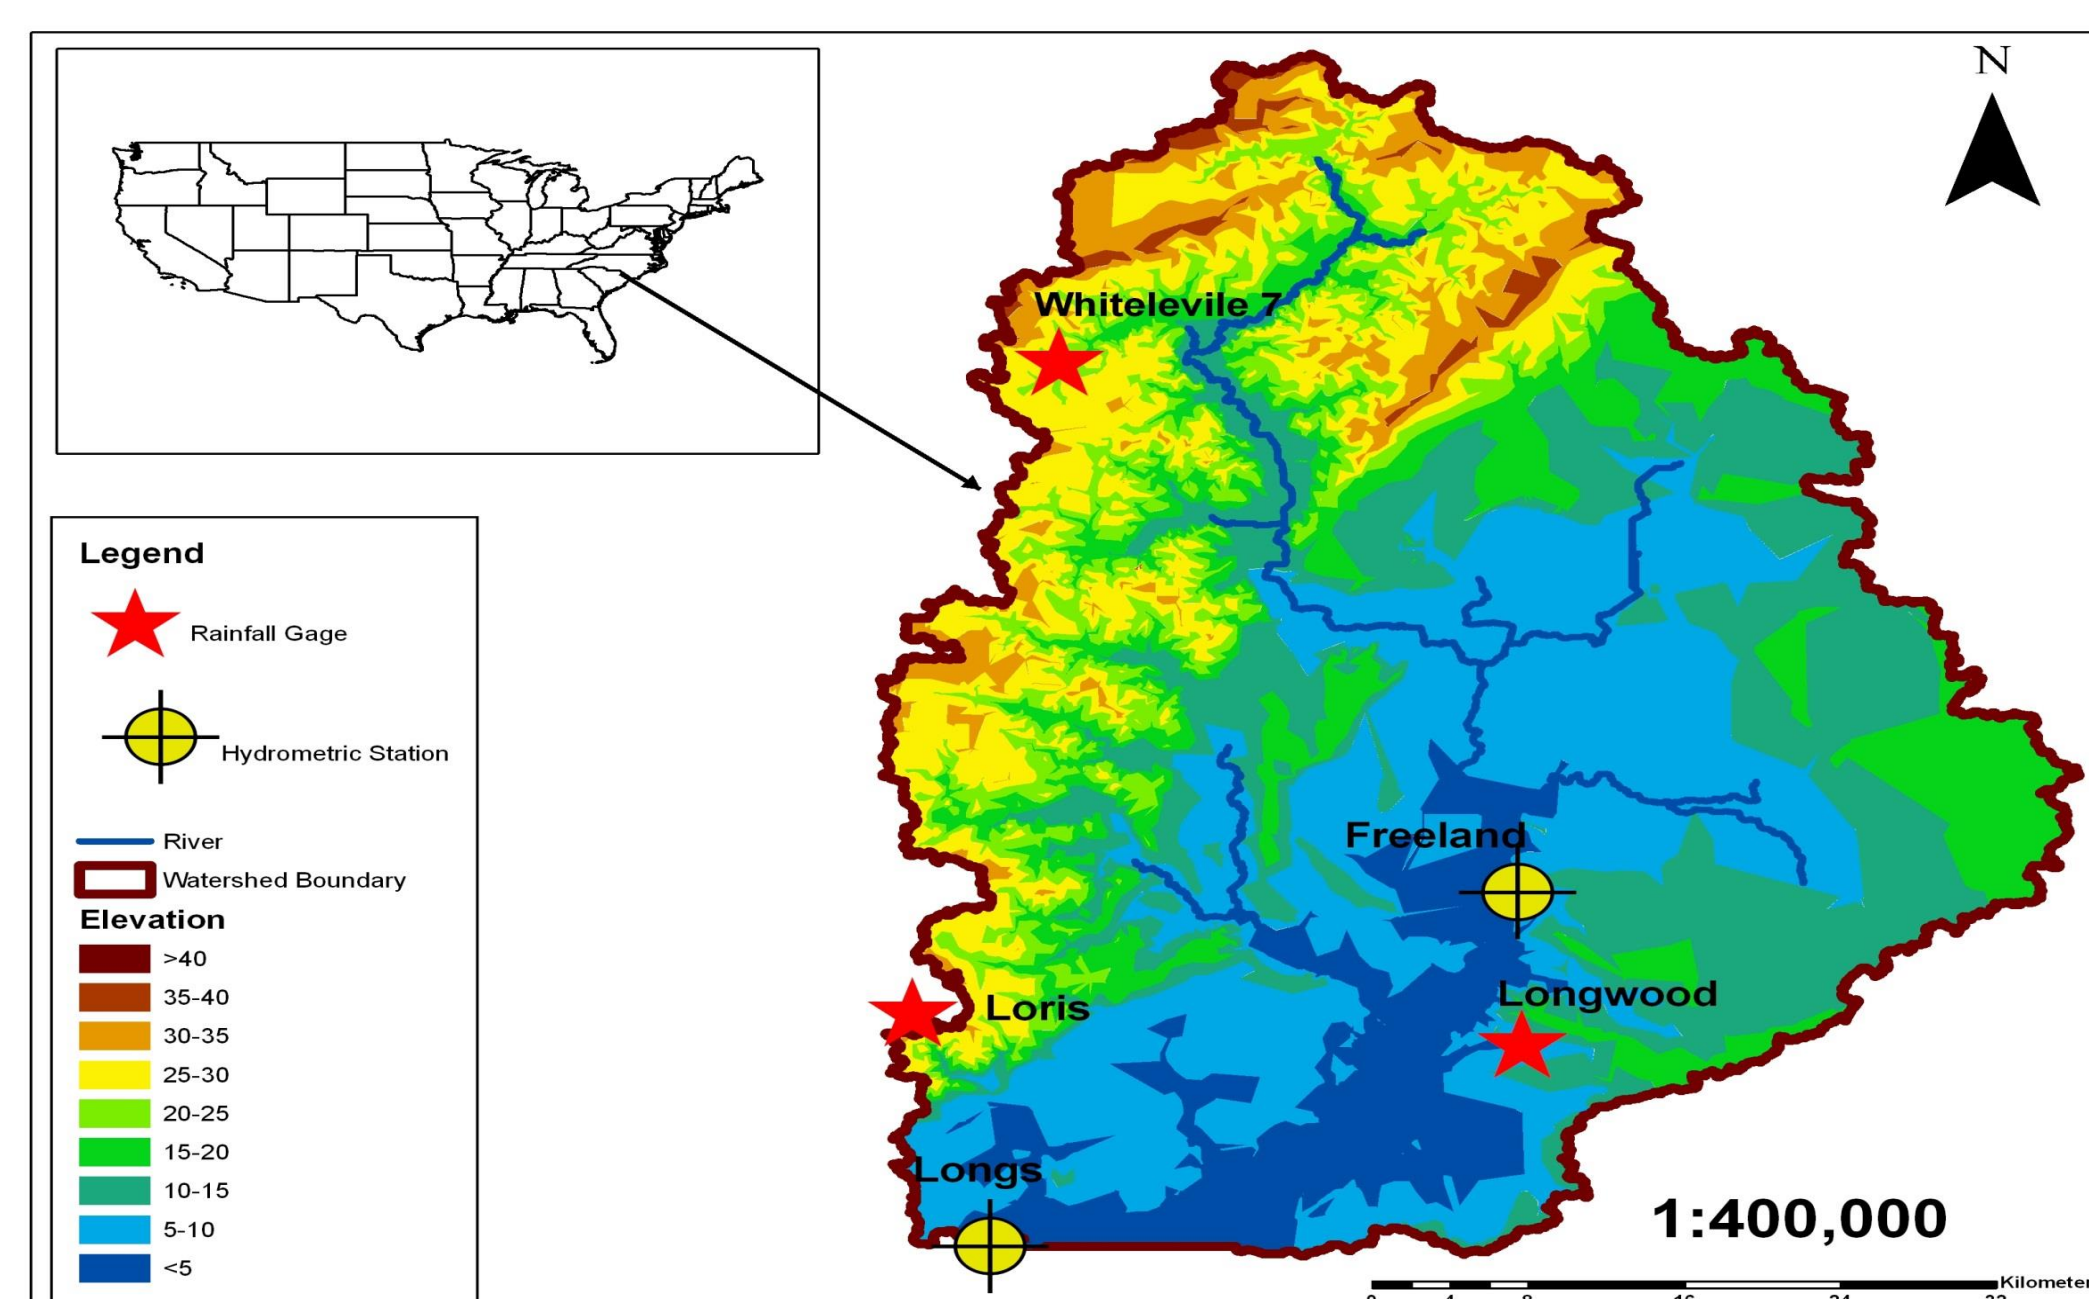 N
Whitelevile 7
Legend
Rainfall Gage
Hydrometric Station
River
Watershed Boundary
Elevation
>40
35-40
30-35
25-30
20-25
15-20
10-15
5-10
<5
Freeland
Longwood
Loris
Longs
1:400,000
Kilometer
0 4 8 16 24 32